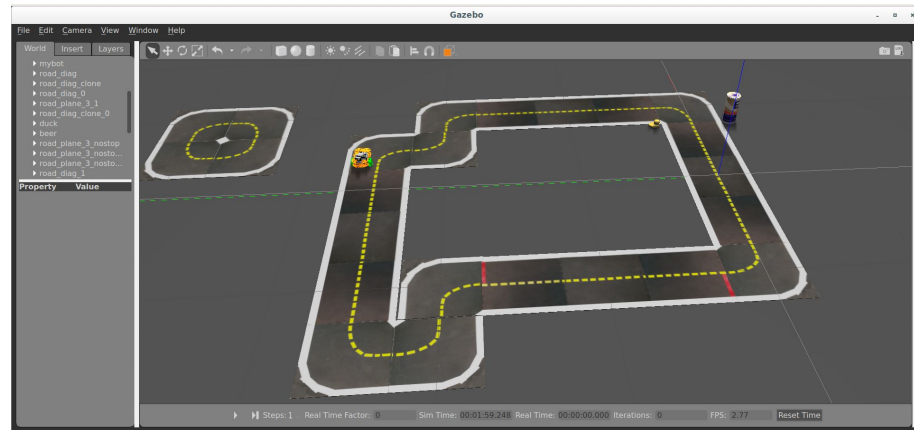 Gazebo
File Edit Camera View Window Help
World Insert Layers
mybot
road_diag
road_diag_clone
road_diag_0
road_plane_3_1
road_diag_clone_0
duck
beer
road_plane_3_nostop
road_plane_3_nosto...
road_plane_3_nosto...
road_diag_1
Property Value
Steps: 1 Real Time Factor: 0 Sim Time: 00:01:59.248 Real Time: 00:00:00.000 Iterations: 0 FPS: 2.77 Reset Time